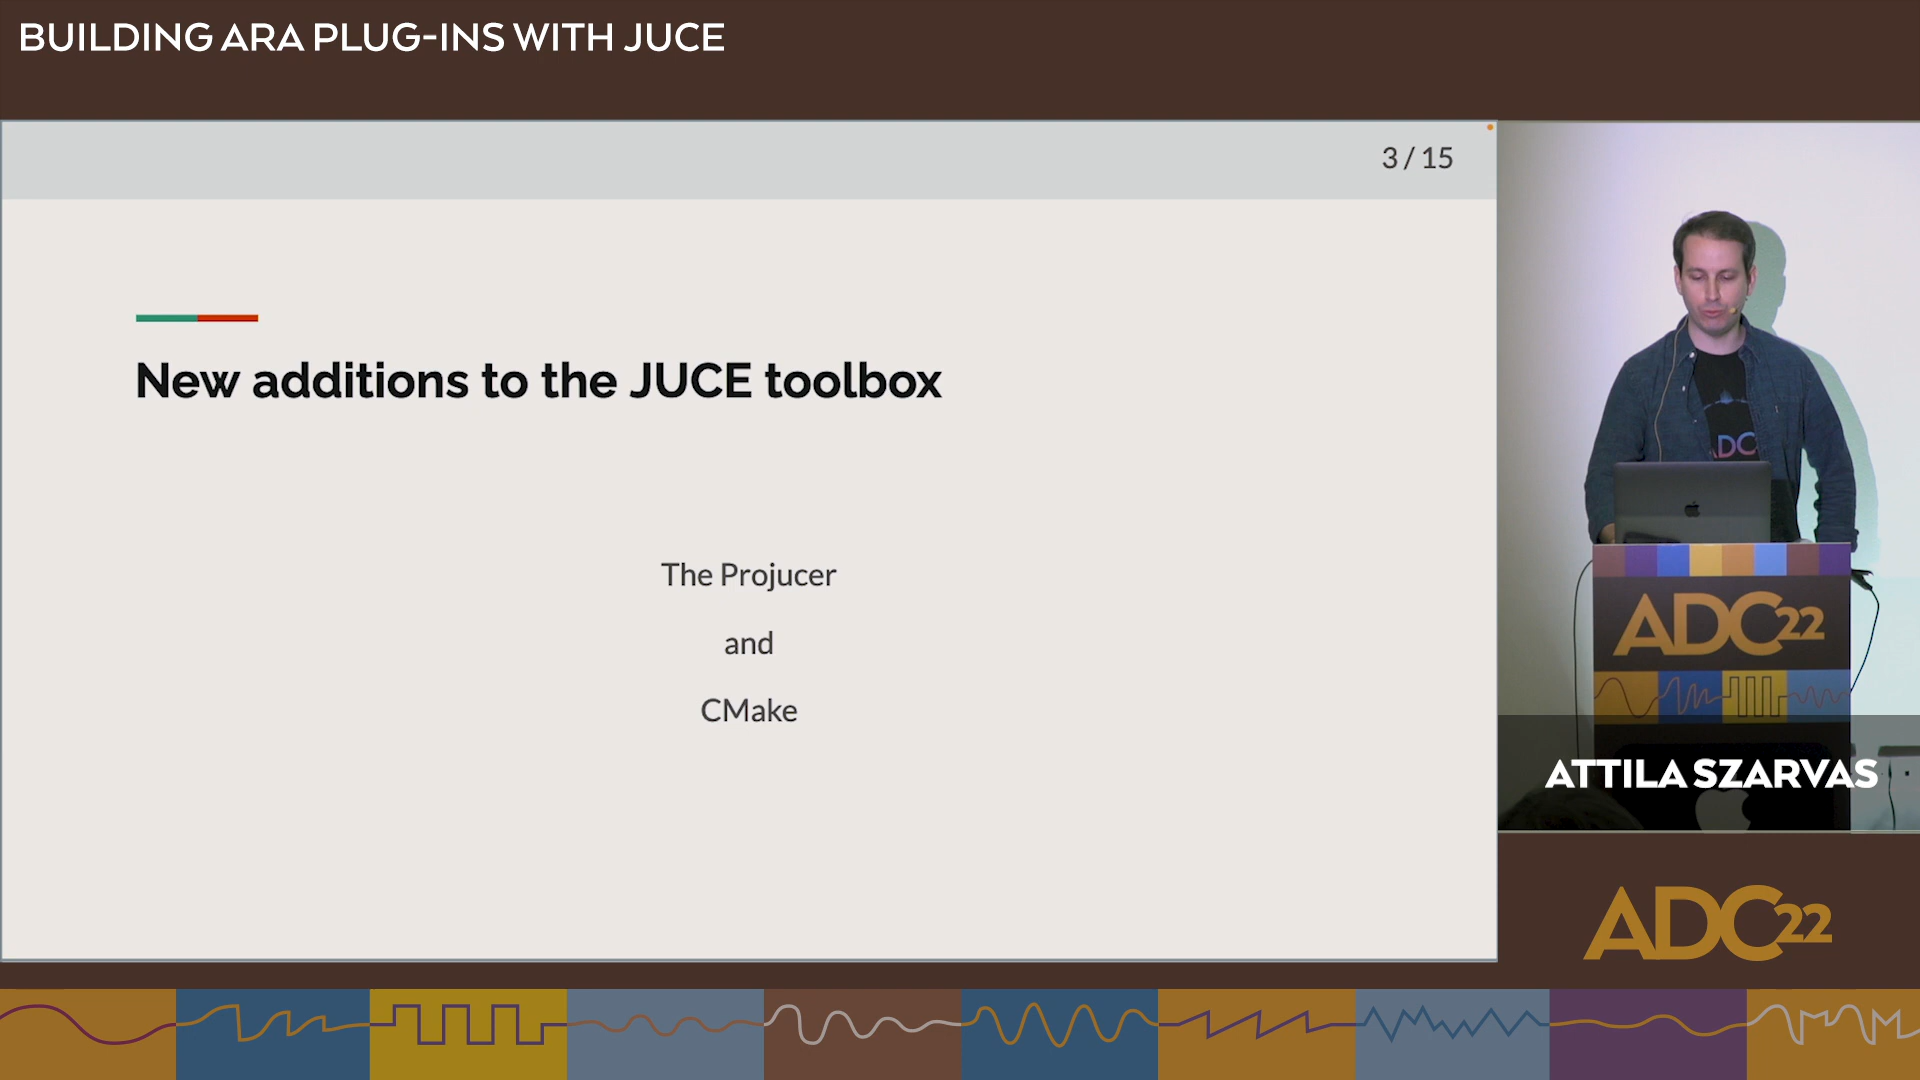 BUILDING ARA PLUG-INS WITH JUCE
3 / 15
New additions to the JUCE toolbox
The Projucer
and
CMake
ADC
ADC22
ATTILA SZARVAS
ADC22